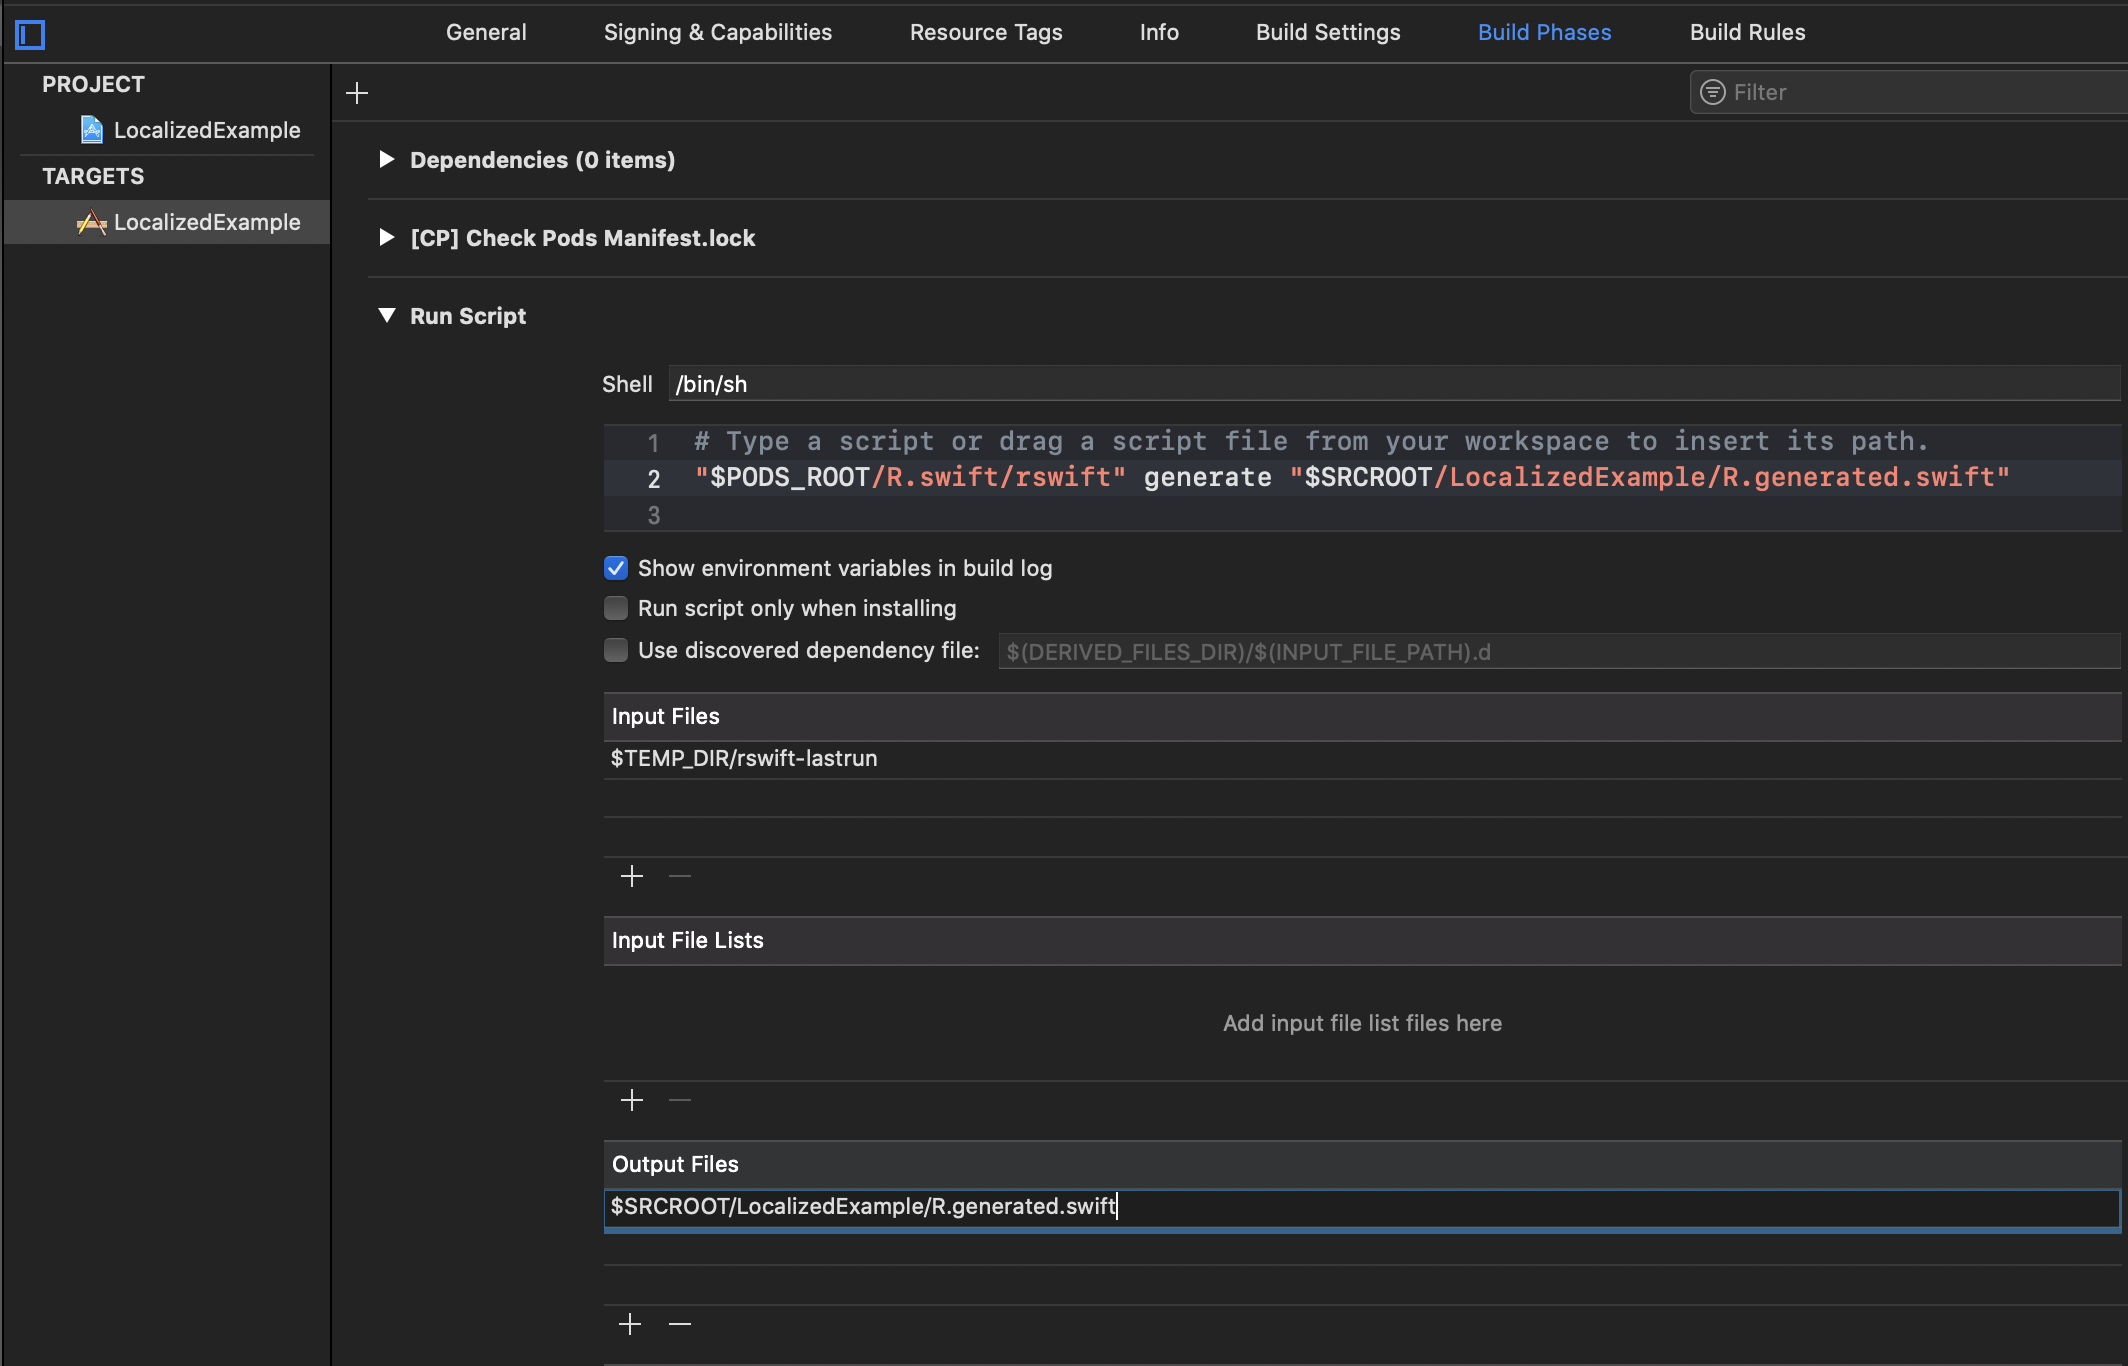 General Signing & Capabilities Resource Tags Info Build Settings Build Phases Build Rules
PROJECT
LocalizedExample
TARGETS
LocalizedExample
Filter
Dependencies (0 items)
[CP] Check Pods Manifest.lock
Run Script
Shell /bin/sh
1 # Type a script or drag a script file from your workspace to insert its path.
2 "$PODS_ROOT/R.swift/rswift" generate "$SRCROOT/LocalizedExample/R.generated.swift"
3
Show environment variables in build log
Run script only when installing
Use discovered dependency file: $(DERIVED_FILES_DIR)/$(INPUT_FILE_PATH).d
Input Files
$TEMP_DIR/rswift-lastrun
Input File Lists
Add input file list files here
Output Files
$SRCROOT/LocalizedExample/R.generated.swift